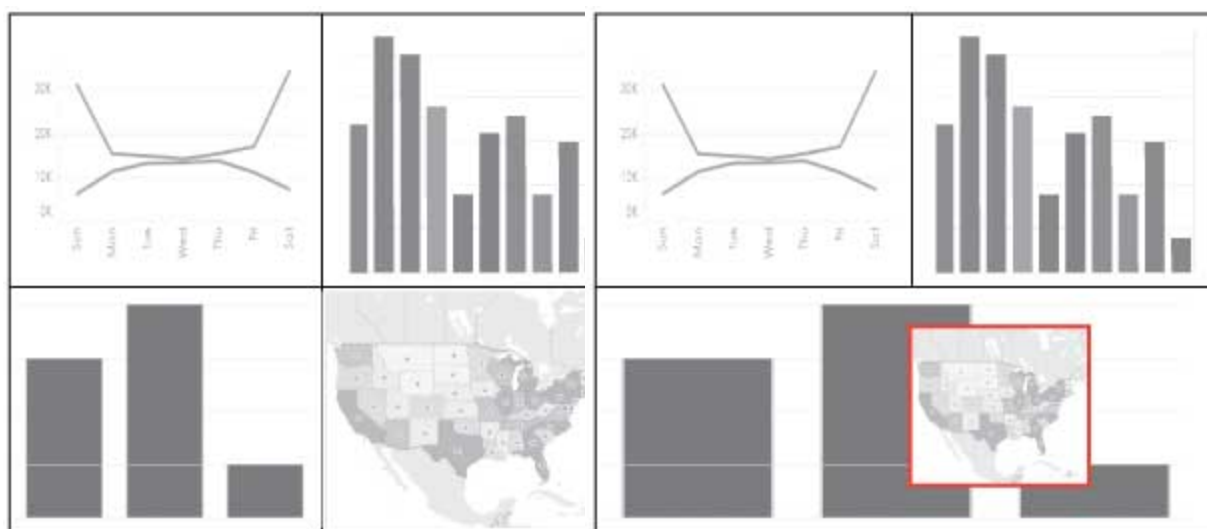 30K
20K
10K
0K
Sun
Mon
Tue
Wed
Thu
Fri
Sat
30K
20K
10K
0K
Sun
Mon
Tue
Wed
Thu
Fri
Sat